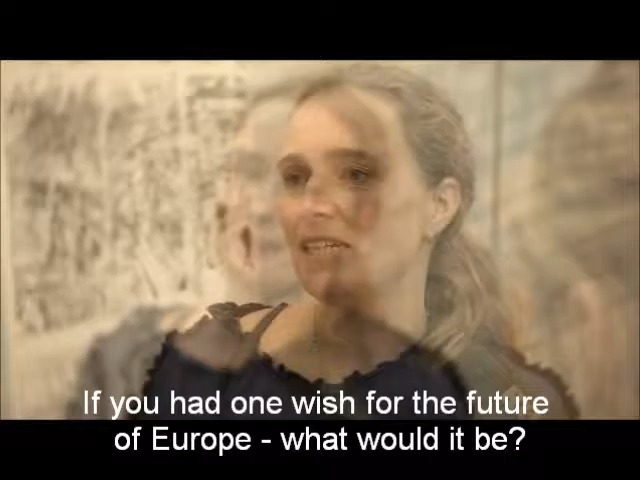 If you had one wish for the future
of Europe - what would it be?